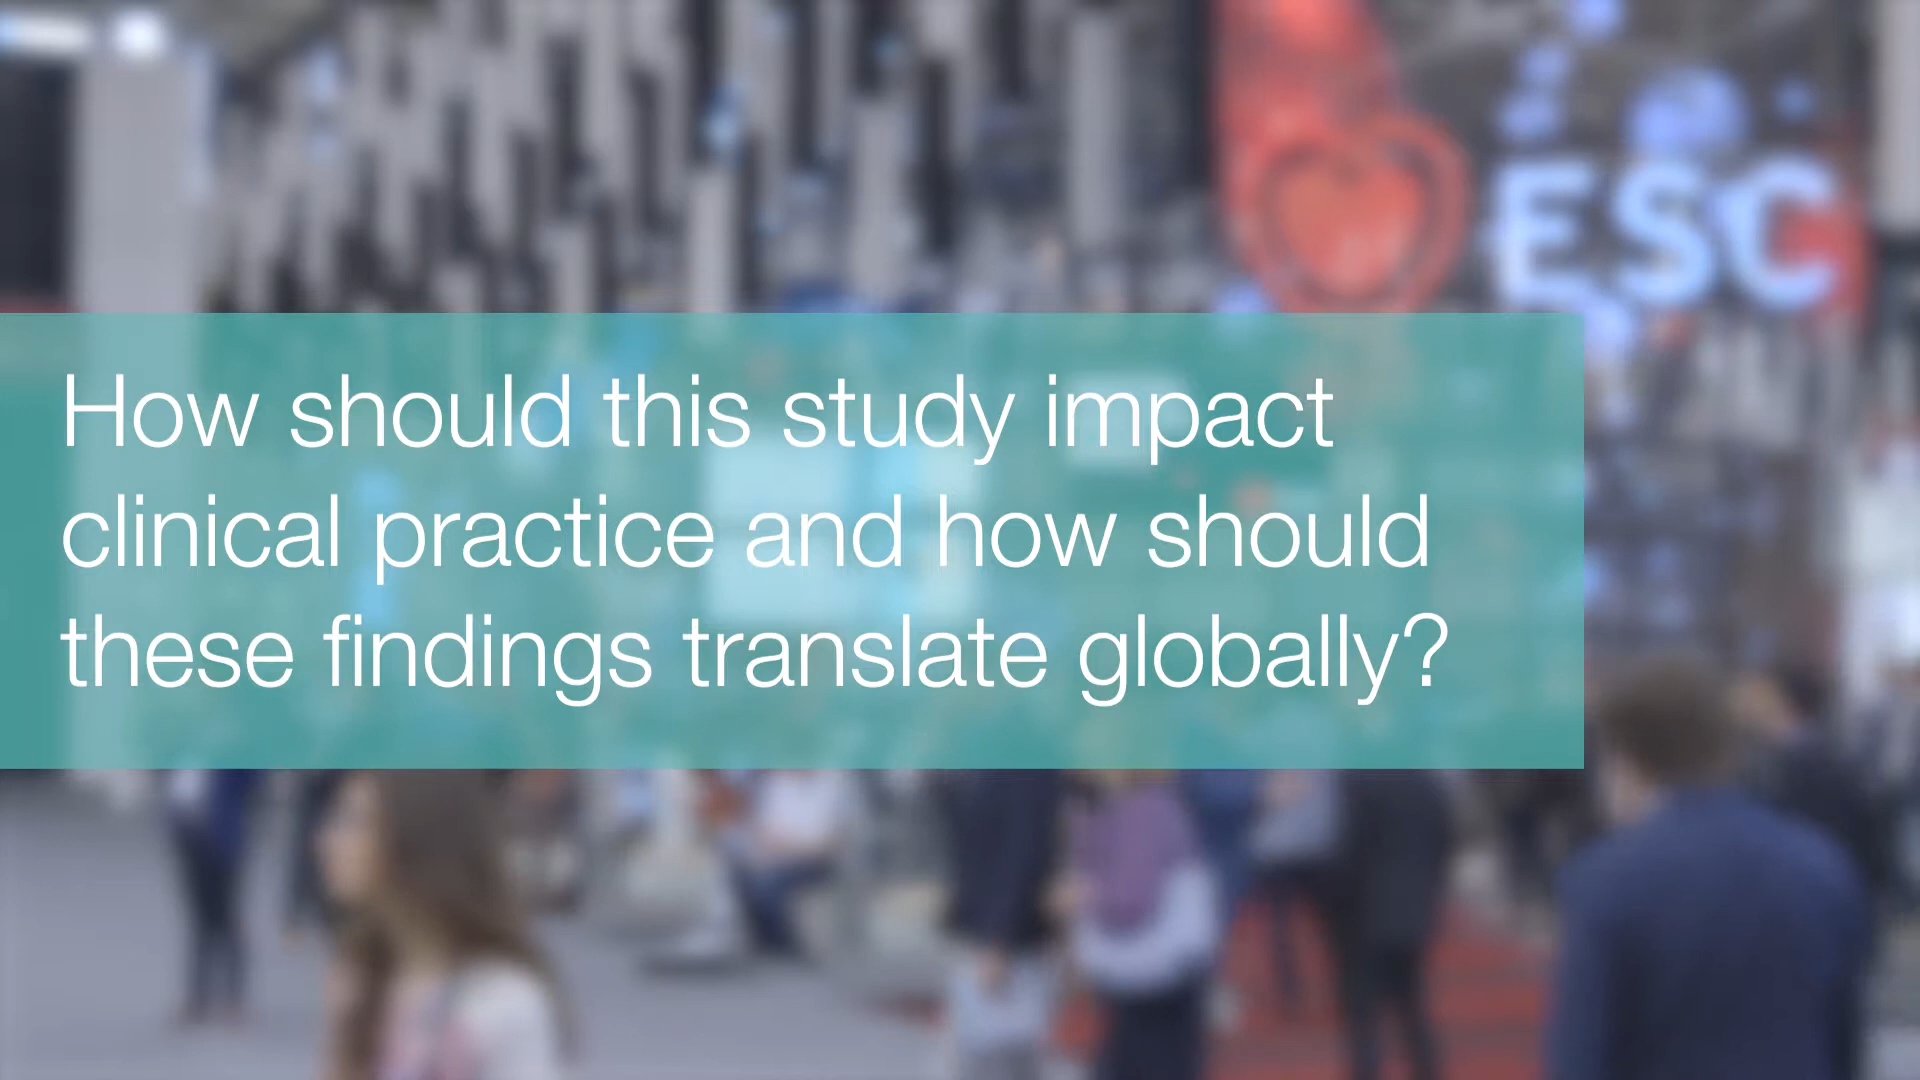 ESC
How should this study impact
clinical practice and how should
these findings translate globally?